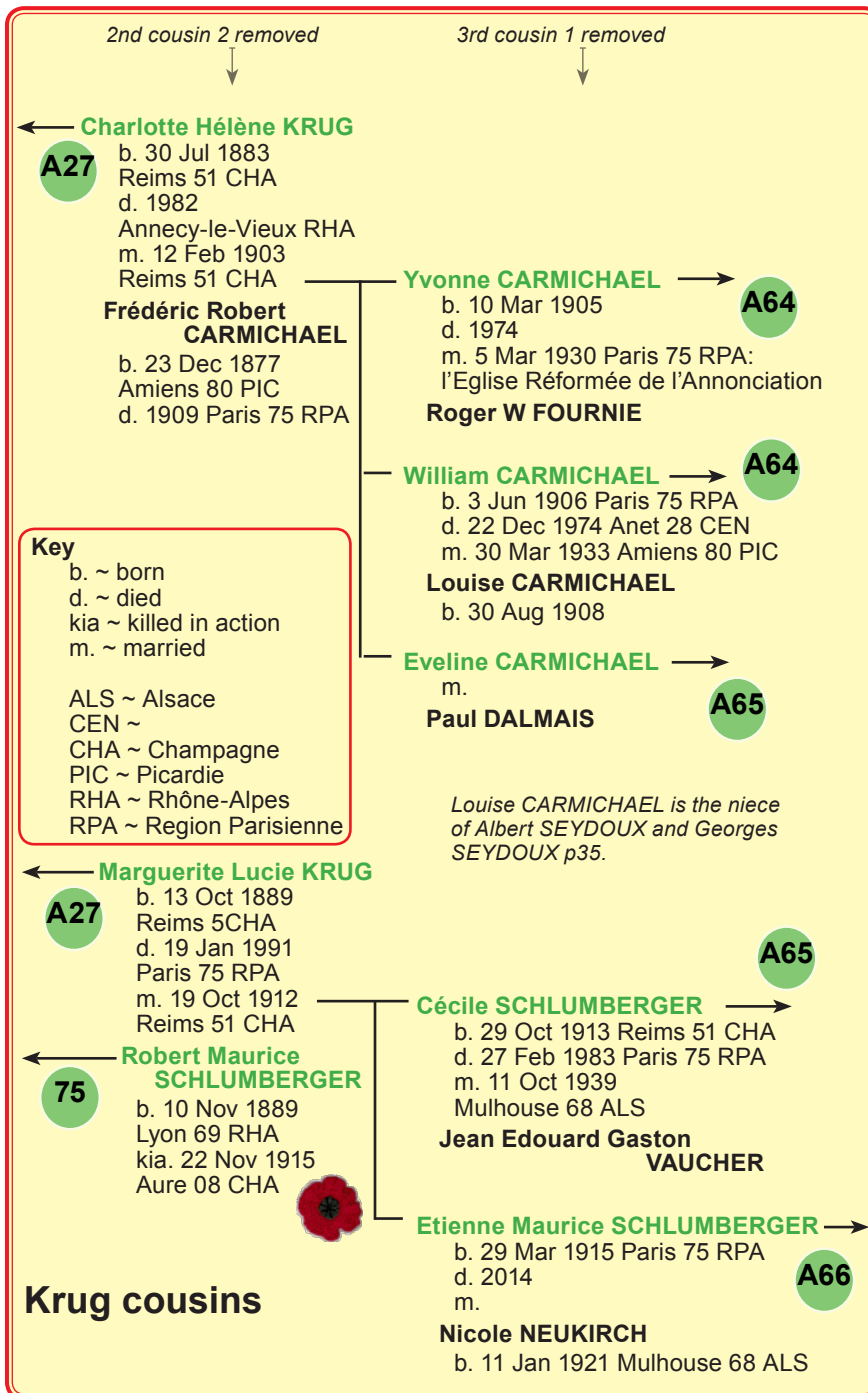 2nd cousin 2 removed
3rd cousin 1 removed
Charlotte Hélène KRUG
A27
b. 30 Jul 1883
Reims 51 CHA
d. 1982
Annecy-le-Vieux RHA
m. 12 Feb 1903
Reims 51 CHA
Frédéric Robert
CARMICHAEL
b. 23 Dec 1877
Amiens 80 PIC
d. 1909 Paris 75 RPA
Yvonne CARMICHAEL
A64
b. 10 Mar 1905
d. 1974
m. 5 Mar 1930 Paris 75 RPA:
l'Eglise Réformée de l'Annonciation
Roger W FOURNIE
William CARMICHAEL
A64
b. 3 Jun 1906 Paris 75 RPA
d. 22 Dec 1974 Anet 28 CEN
m. 30 Mar 1933 Amiens 80 PIC
Louise CARMICHAEL
b. 30 Aug 1908
Eveline CARMICHAEL
A65
m.
Paul DALMAIS
Key
b. ~ born
d. ~ died
kia ~ killed in action
m. ~ married
ALS ~ Alsace
CEN ~
CHA ~ Champagne
PIC ~ Picardie
RHA ~ Rhône-Alpes
RPA ~ Region Parisienne
Louise CARMICHAEL is the niece
of Albert SEYDOUX and Georges
SEYDOUX p35.
Marguerite Lucie KRUG
A27
b. 13 Oct 1889
Reims 5CHA
d. 19 Jan 1991
Paris 75 RPA
m. 19 Oct 1912
Reims 51 CHA
Robert Maurice
SCHLUMBERGER
75
b. 10 Nov 1889
Lyon 69 RHA
kia. 22 Nov 1915
Aure 08 CHA
A65
Cécile SCHLUMBERGER
b. 29 Oct 1913 Reims 51 CHA
d. 27 Feb 1983 Paris 75 RPA
m. 11 Oct 1939
Mulhouse 68 ALS
Jean Edouard Gaston
VAUCHER
Etienne Maurice SCHLUMBERGER
A66
b. 29 Mar 1915 Paris 75 RPA
d. 2014
m.
Nicole NEUKIRCH
b. 11 Jan 1921 Mulhouse 68 ALS
Krug cousins